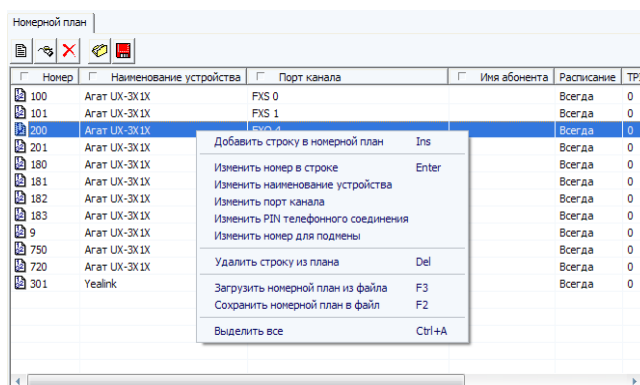 Номерной план
Номер Наименование устройства Порт канала Имя абонента Расписание
100 Агат UX-3X1X FXS 0 Всегда 0
101 Агат UX-3X1X FXS 1 Всегда 0
200 Агат UX-3X1X FXO 4 Всегда 0
Добавить строку в номерной план Ins
201 Агат UX-3X1X Всегда 0
180 Агат UX-3X1X Всегда 0
Изменить номер в строке Enter
181 Агат UX-3X1X Всегда 0
Изменить наименование устройства
182 Агат UX-3X1X Всегда 0
Изменить порт канала
183 Агат UX-3X1X Всегда 0
Изменить PIN телефонного соединения
9 Агат UX-3X1X Всегда 0
Изменить номер для подмены
750 Агат UX-3X1X Всегда 0
720 Агат UX-3X1X Всегда 0
Удалить строку из плана Del
301 Yealink Всегда 0
Загрузить номерной план из файла F3
Сохранить номерной план в файл F2
Выделить все Ctrl+A